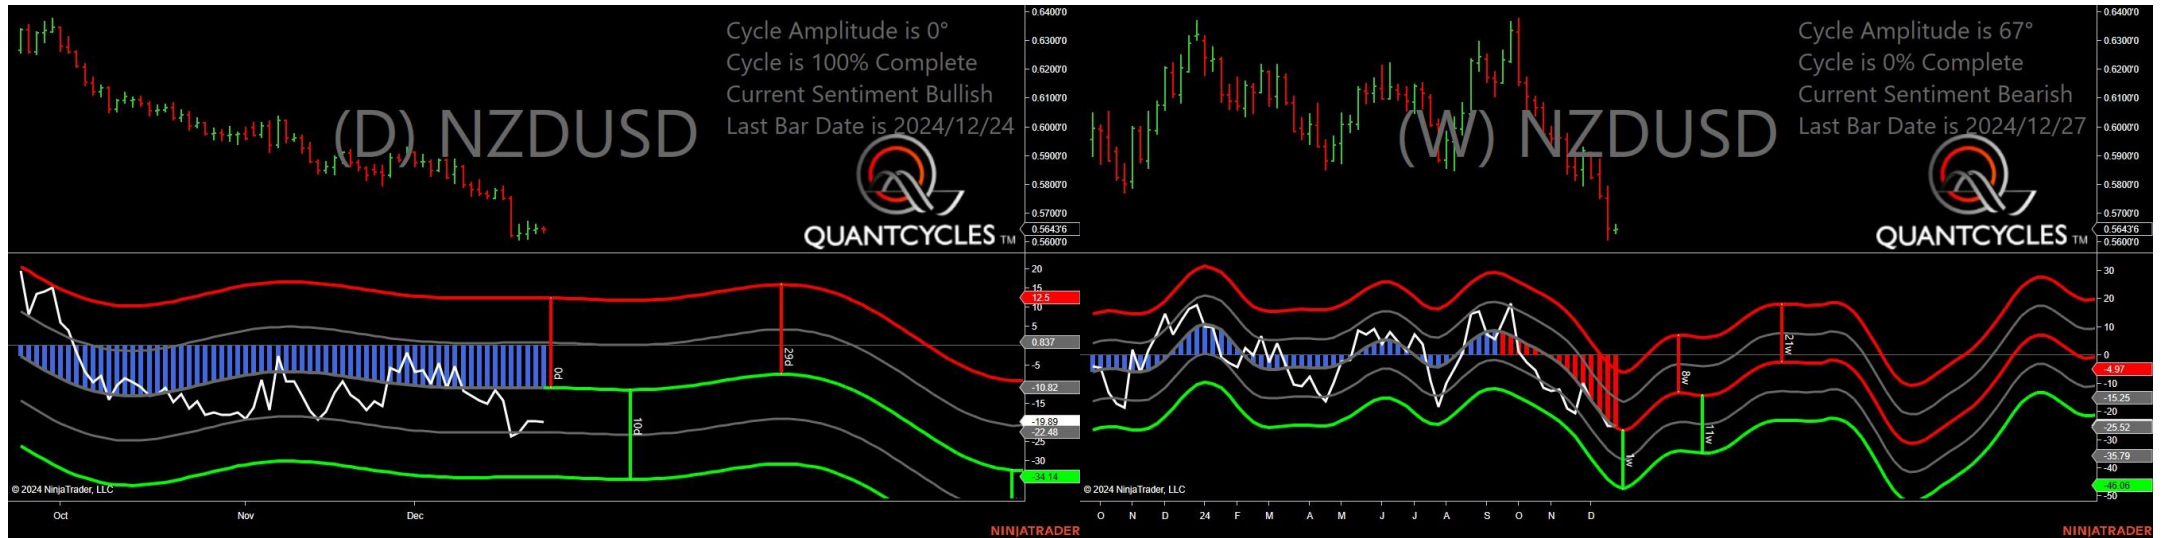 (D) NZDUSD
Cycle Amplitude is 0°
Cycle is 100% Complete
Current Sentiment Bullish
Last Bar Date is 2024/12/24
QUANTCYCLES TM
0.6400'0
0.6300'0
0.6200'0
0.6100'0
0.6000'0
0.5900'0
0.5800'0
0.5700'0
0.5643'6
0.5600'0
20
15
12.5
10
5
0.837
-5
-10.82
-15
-19.89
-22.48
-25
-30
-34.14
0d
10d
29d
© 2024 NinjaTrader, LLC
Oct
Nov
Dec
NINJATRADER
(W) NZDUSD
Cycle Amplitude is 67°
Cycle is 0% Complete
Current Sentiment Bearish
Last Bar Date is 2024/12/27
QUANTCYCLES TM
0.6400'0
0.6300'0
0.6200'0
0.6100'0
0.6000'0
0.5900'0
0.5800'0
0.5700'0
0.5643'6
0.5600'0
30
20
10
0
-4.97
-10
-15.25
-20
-25.52
-30
-35.79
-40
-46.06
-50
1w
8w
11w
21w
© 2024 NinjaTrader, LLC
O N D 24 F M A M J J A S O N D
NINJATRADER